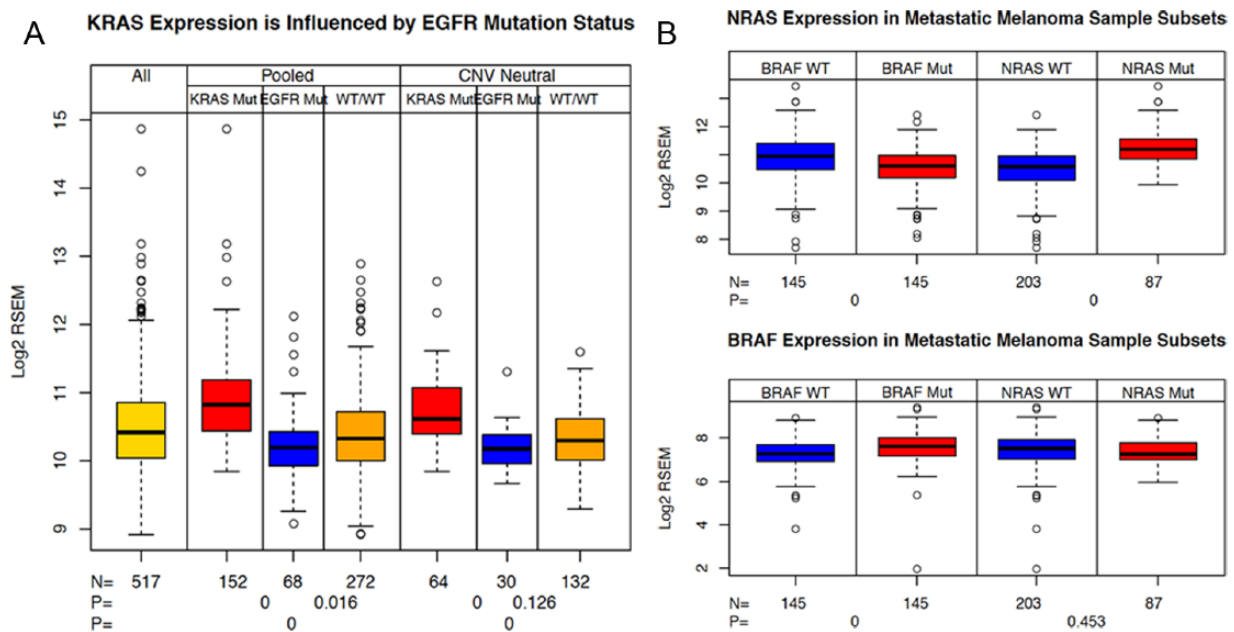 A
KRAS Expression is Influenced by EGFR Mutation Status
All Pooled CNV Neutral
KRAS Mut EGFR Mut WT/WT KRAS Mut EGFR Mut WT/WT
Log2 RSEM
15
14
13
12
11
10
9
N= 517 152 68 272 64 30 132
P= 0 0.016 0 0.126
P= 0 0
B
NRAS Expression in Metastatic Melanoma Sample Subsets
BRAF WT BRAF Mut NRAS WT NRAS Mut
Log2 RSEM
12
10
9
8
N= 145 145 203 87
P= 0 0
BRAF Expression in Metastatic Melanoma Sample Subsets
BRAF WT BRAF Mut NRAS WT NRAS Mut
Log2 RSEM
8
6
4
2
N= 145 145 203 87
P= 0 0.453